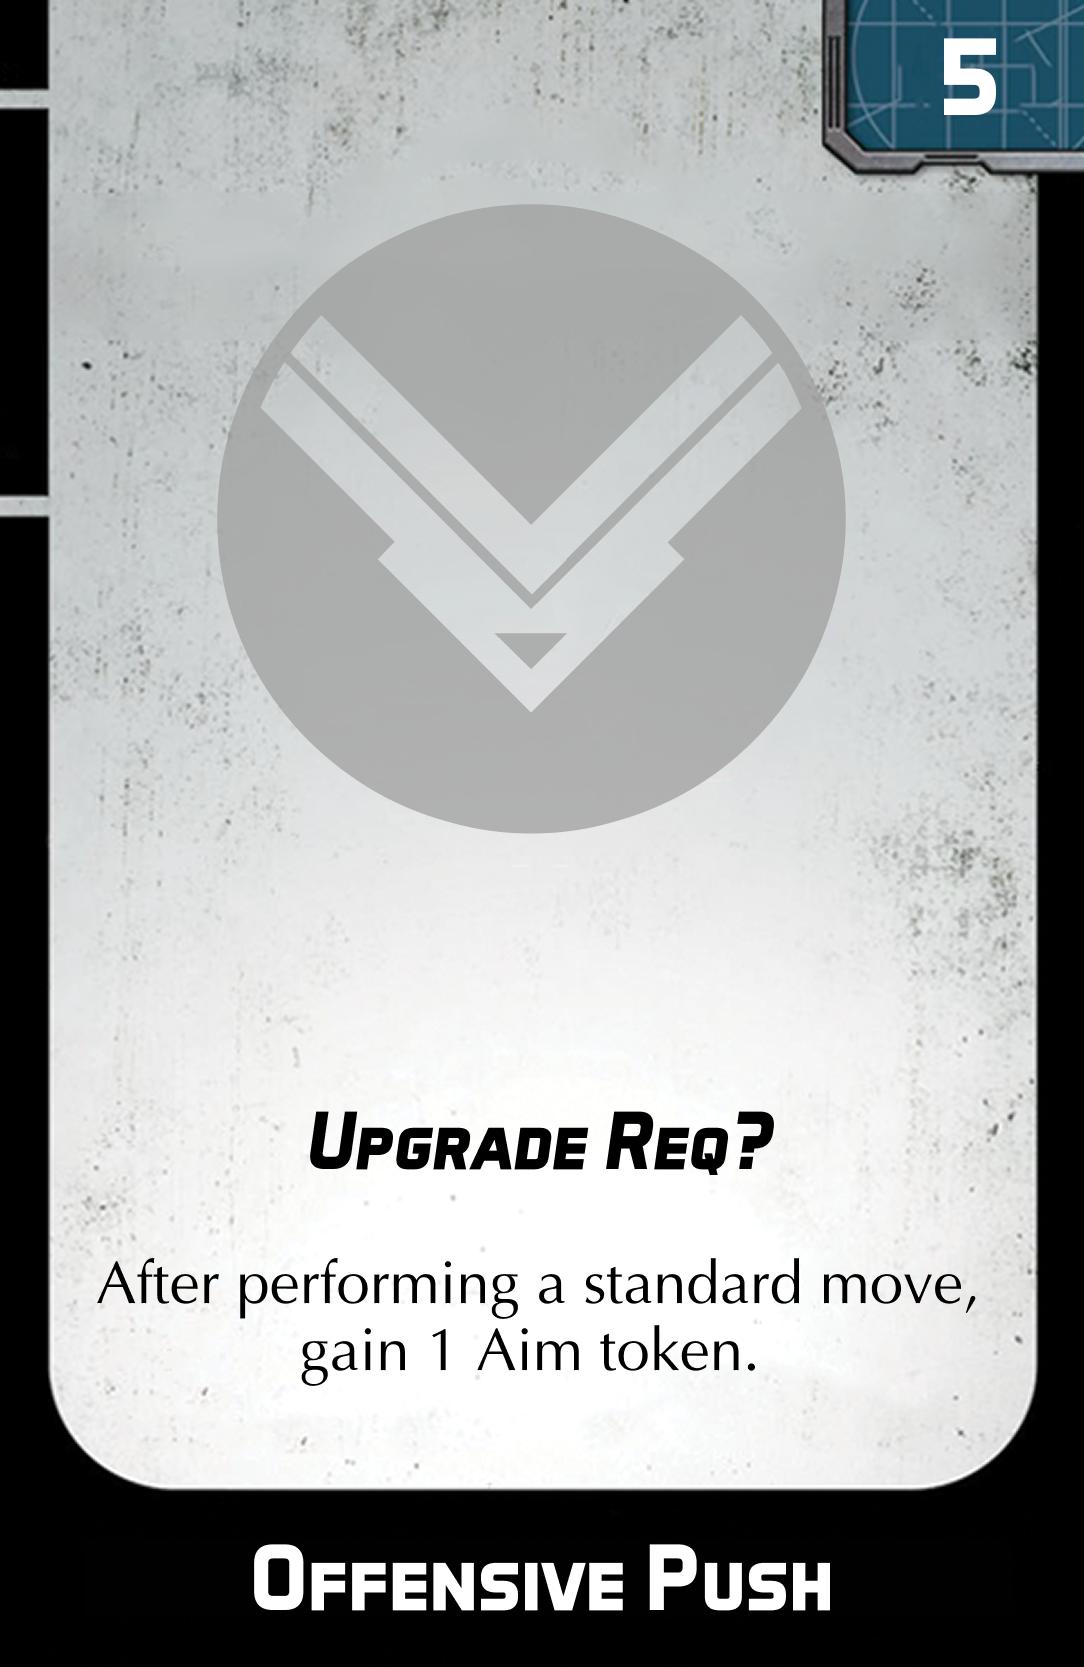 5
Upgrade Req?
After performing a standard move,
gain 1 Aim token.
Offensive Push